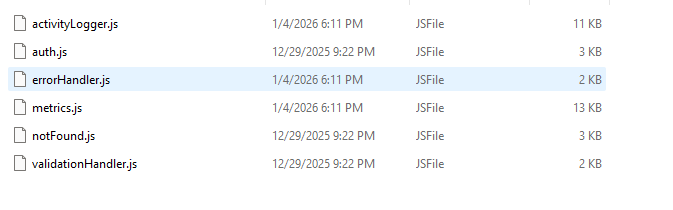 activityLogger.js 1/4/2026 6:11 PM JSFile 11 KB
auth.js 12/29/2025 9:22 PM JSFile 3 KB
errorHandler.js 1/4/2026 6:11 PM JSFile 2 KB
metrics.js 1/4/2026 6:11 PM JSFile 13 KB
notFound.js 12/29/2025 9:22 PM JSFile 3 KB
validationHandler.js 12/29/2025 9:22 PM JSFile 2 KB